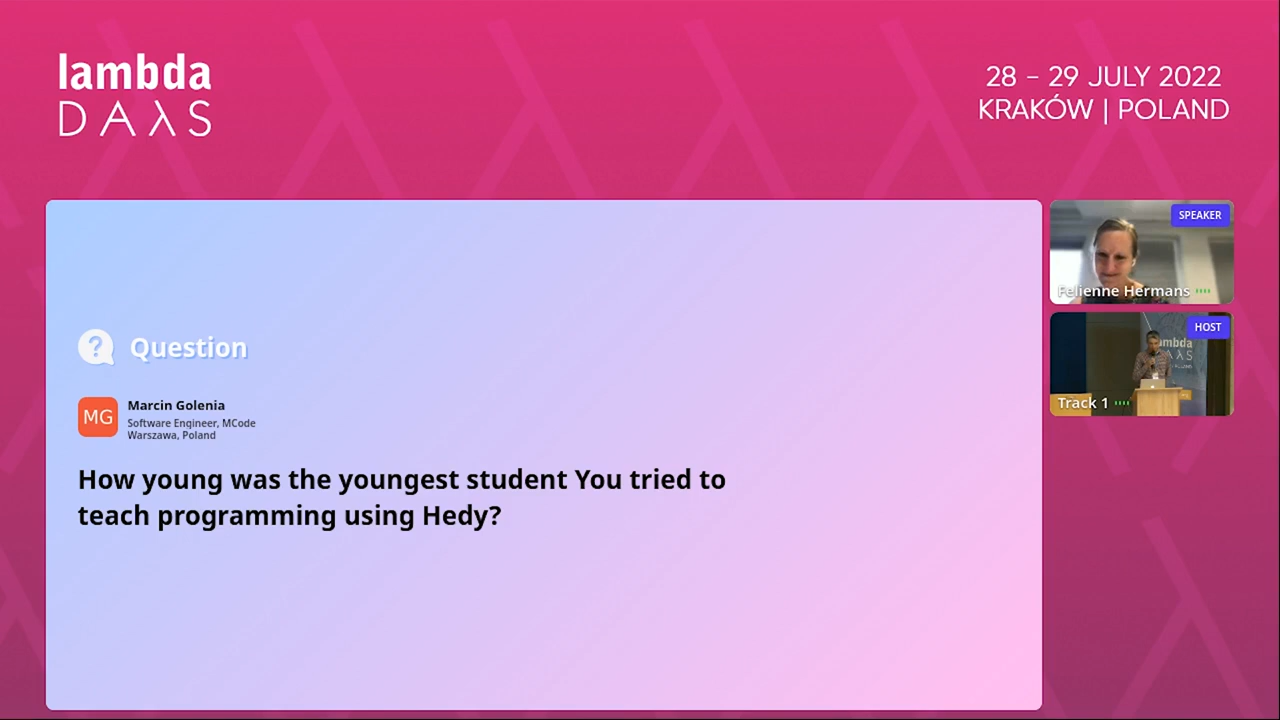 lambda
DAλS
28 – 29 JULY 2022
KRAKÓW | POLAND
SPEAKER
Felienne Hermans
HOST
Track 1
Question
MG
Marcin Golenia
Software Engineer, MCode
Warszawa, Poland
How young was the youngest student You tried to
teach programming using Hedy?